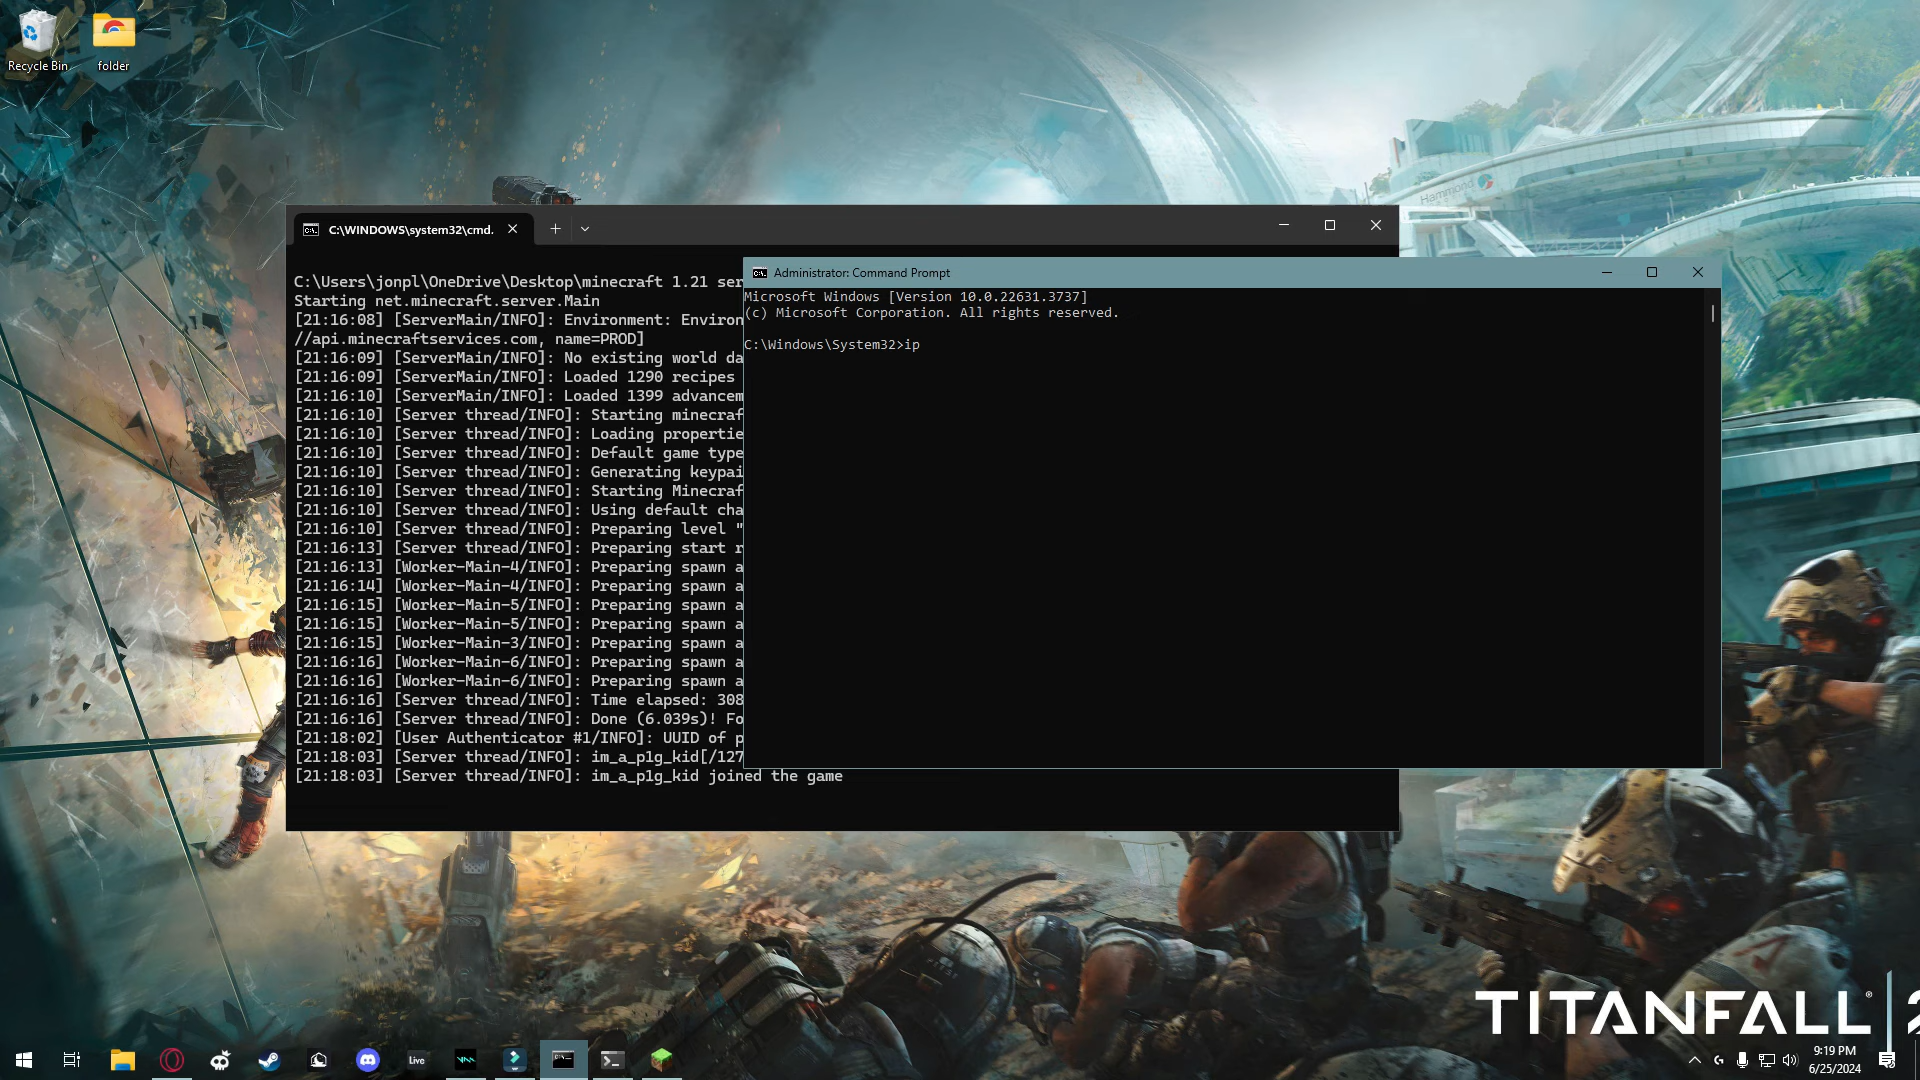 Recycle Bin
folder
Hammond
C:\WINDOWS\system32\cmd.
C:\Users\jonpl\OneDrive\Desktop\minecraft 1.21 ser
Starting net.minecraft.server.Main
[21:16:08] [ServerMain/INFO]: Environment: Environ
//api.minecraftservices.com, name=PROD]
[21:16:09] [ServerMain/INFO]: No existing world da
[21:16:09] [ServerMain/INFO]: Loaded 1290 recipes
[21:16:10] [ServerMain/INFO]: Loaded 1399 advancem
[21:16:10] [Server thread/INFO]: Starting minecraf
[21:16:10] [Server thread/INFO]: Loading propertie
[21:16:10] [Server thread/INFO]: Default game type
[21:16:10] [Server thread/INFO]: Generating keypai
[21:16:10] [Server thread/INFO]: Starting Minecraf
[21:16:10] [Server thread/INFO]: Using default cha
[21:16:10] [Server thread/INFO]: Preparing level "
[21:16:13] [Server thread/INFO]: Preparing start r
[21:16:13] [Worker-Main-4/INFO]: Preparing spawn a
[21:16:14] [Worker-Main-4/INFO]: Preparing spawn a
[21:16:15] [Worker-Main-5/INFO]: Preparing spawn a
[21:16:15] [Worker-Main-5/INFO]: Preparing spawn a
[21:16:15] [Worker-Main-3/INFO]: Preparing spawn a
[21:16:16] [Worker-Main-6/INFO]: Preparing spawn a
[21:16:16] [Worker-Main-6/INFO]: Preparing spawn a
[21:16:16] [Server thread/INFO]: Time elapsed: 308
[21:16:16] [Server thread/INFO]: Done (6.039s)! Fo
[21:18:02] [User Authenticator #1/INFO]: UUID of p
[21:18:03] [Server thread/INFO]: im_a_p1g_kid[/127
[21:18:03] [Server thread/INFO]: im_a_p1g_kid joined the game
Administrator: Command Prompt
Microsoft Windows [Version 10.0.22631.3737]
(c) Microsoft Corporation. All rights reserved.
C:\Windows\System32>ip
TITANFALL® 2
Live
9:19 PM
6/25/2024